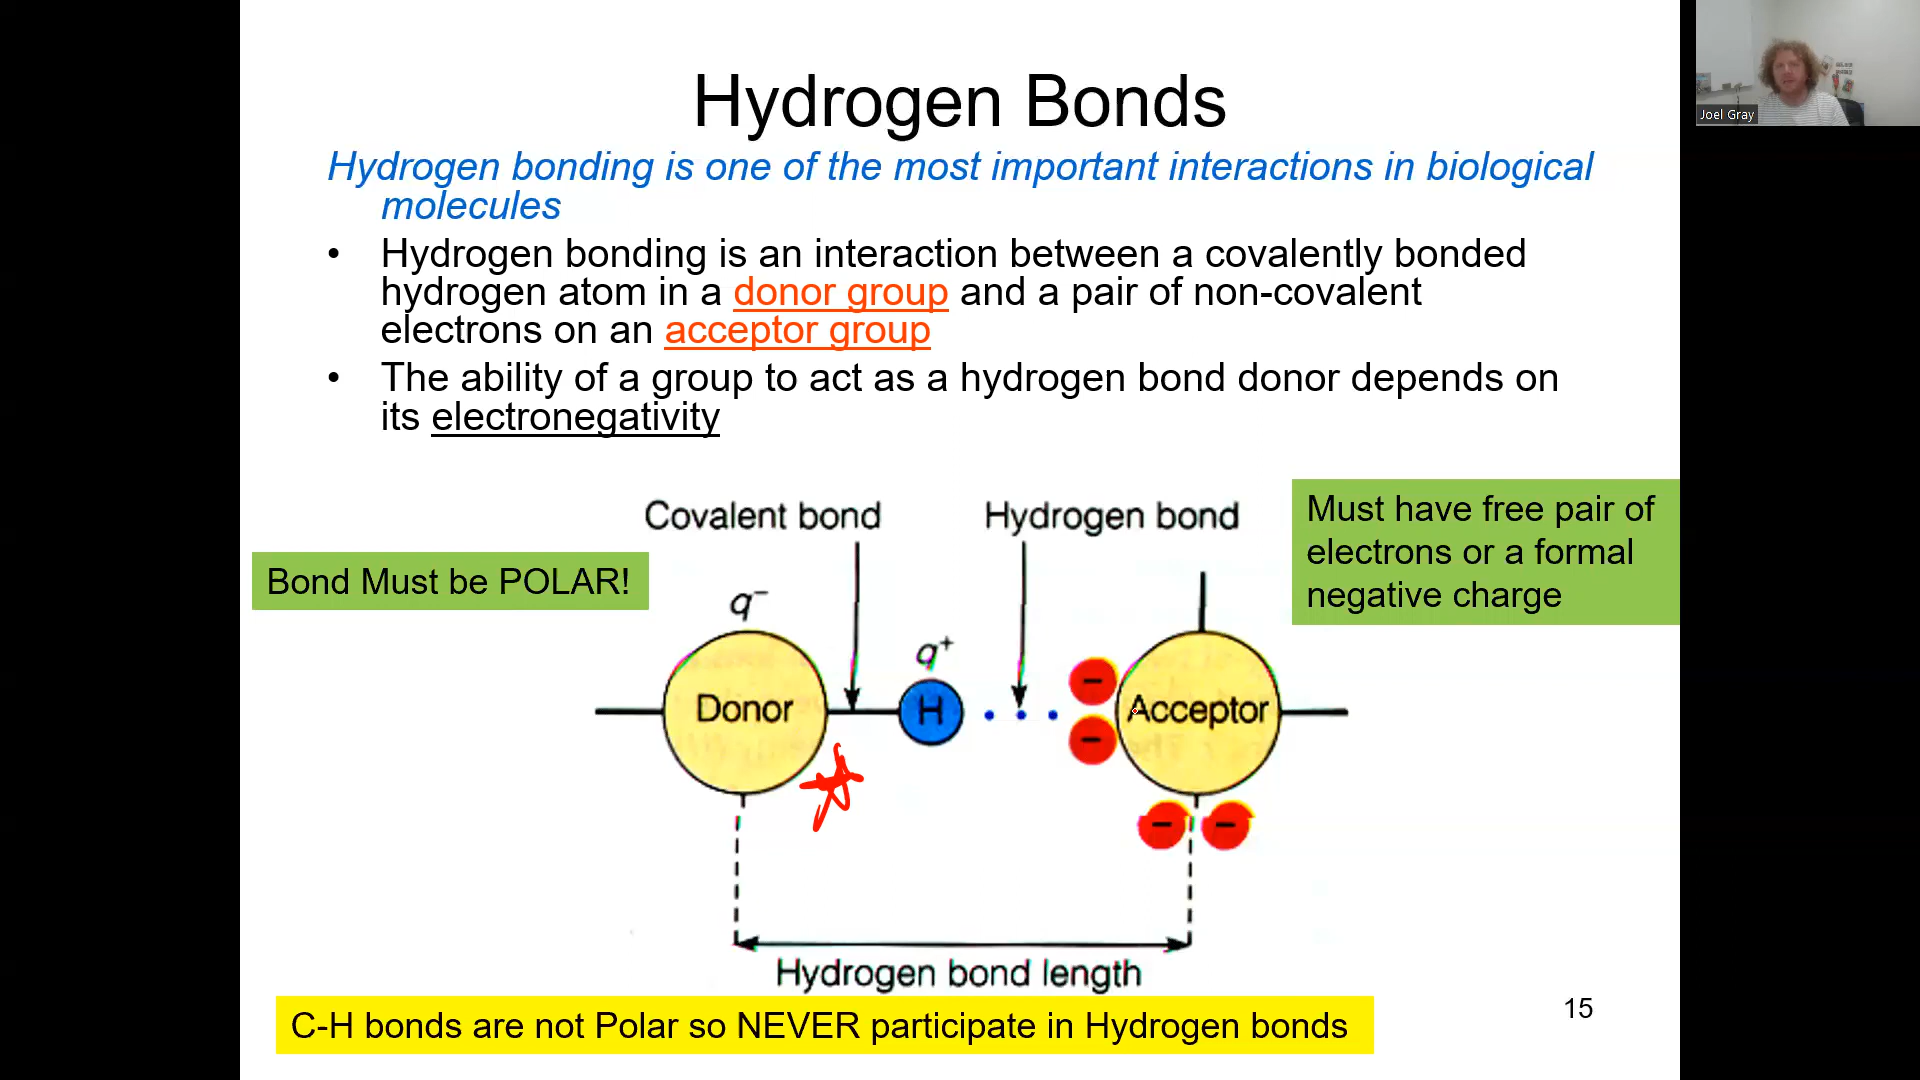 Hydrogen Bonds
Joel Gray
Hydrogen bonding is one of the most important interactions in biological
molecules
• Hydrogen bonding is an interaction between a covalently bonded
hydrogen atom in a donor group and a pair of non-covalent
electrons on an acceptor group
• The ability of a group to act as a hydrogen bond donor depends on
its electronegativity
Covalent bond
Hydrogen bond
Must have free pair of
electrons or a formal
negative charge
Bond Must be POLAR!
q⁻
q⁺
Donor
H
Acceptor
−
−
− −
Hydrogen bond length
C-H bonds are not Polar so NEVER participate in Hydrogen bonds
15